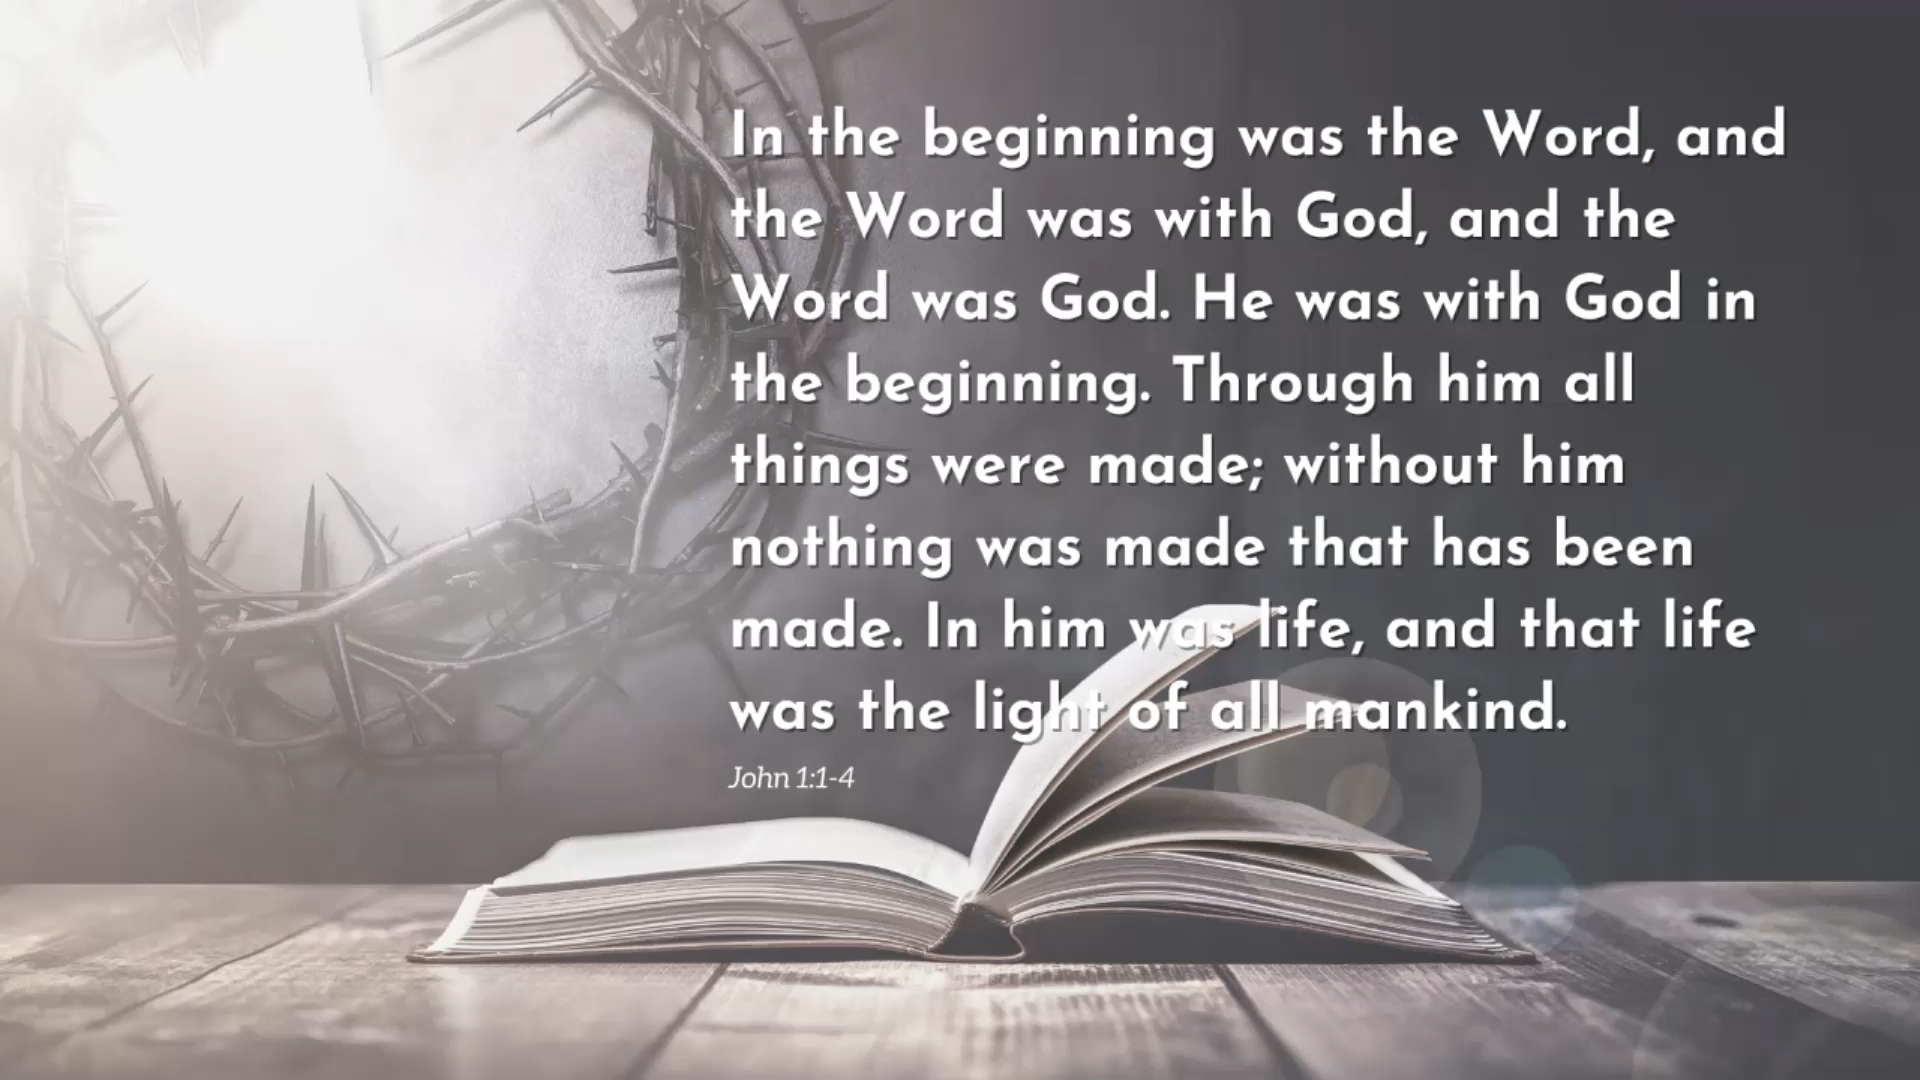 In the beginning was the Word, and
the Word was with God, and the
Word was God. He was with God in
the beginning. Through him all
things were made; without him
nothing was made that has been
made. In him was life, and that life
was the light of all mankind.
John 1:1-4